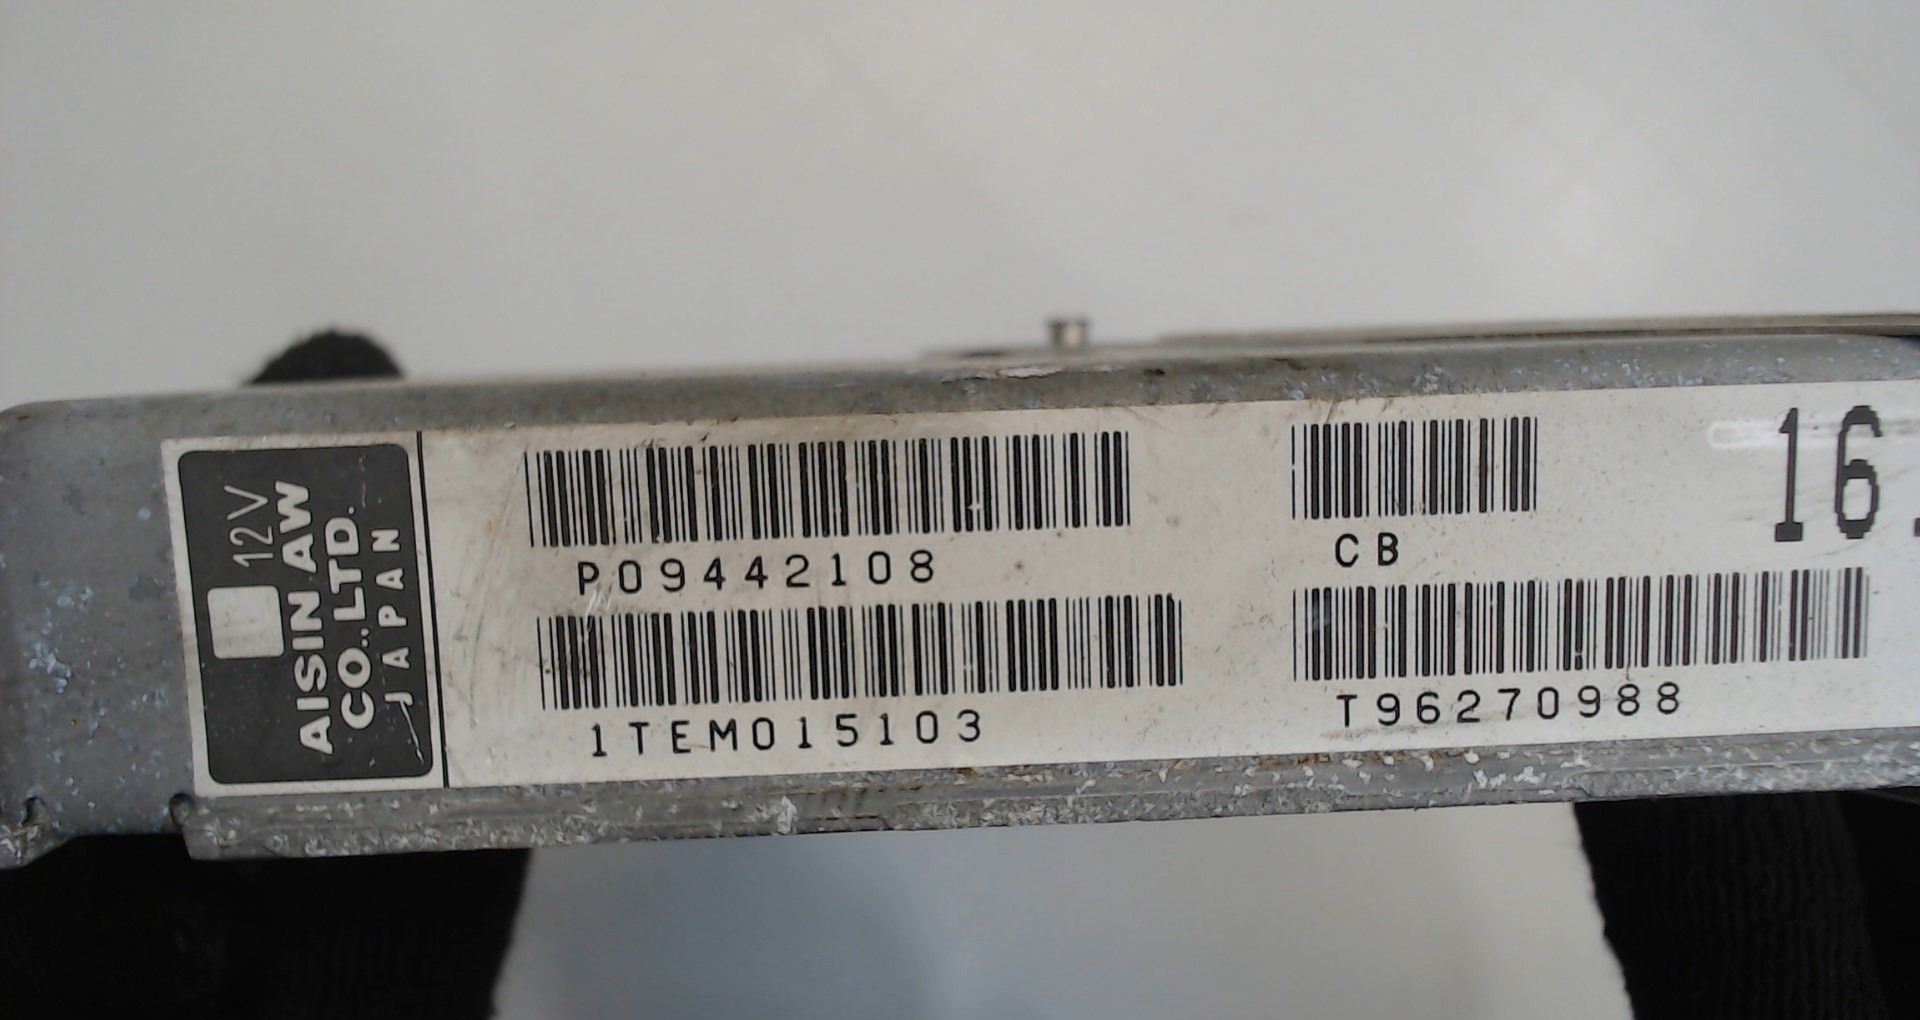 12V
AISIN AW
CO.,LTD.
JAPAN
P09442108
CB
16.
1TEM015103
T96270988